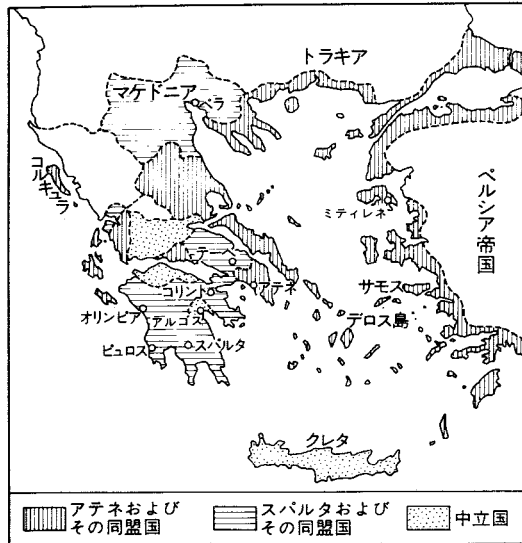 トラキア
マケドニア
ペラ
コルキュラ
ペルシア帝国
ミティレネ
テーベ
アテネ
コリント
サモス
オリンピア
アルゴス
デロス島
ピュロス
スパルタ
クレタ
アテネおよび
その同盟国
スパルタおよび
その同盟国
中立国